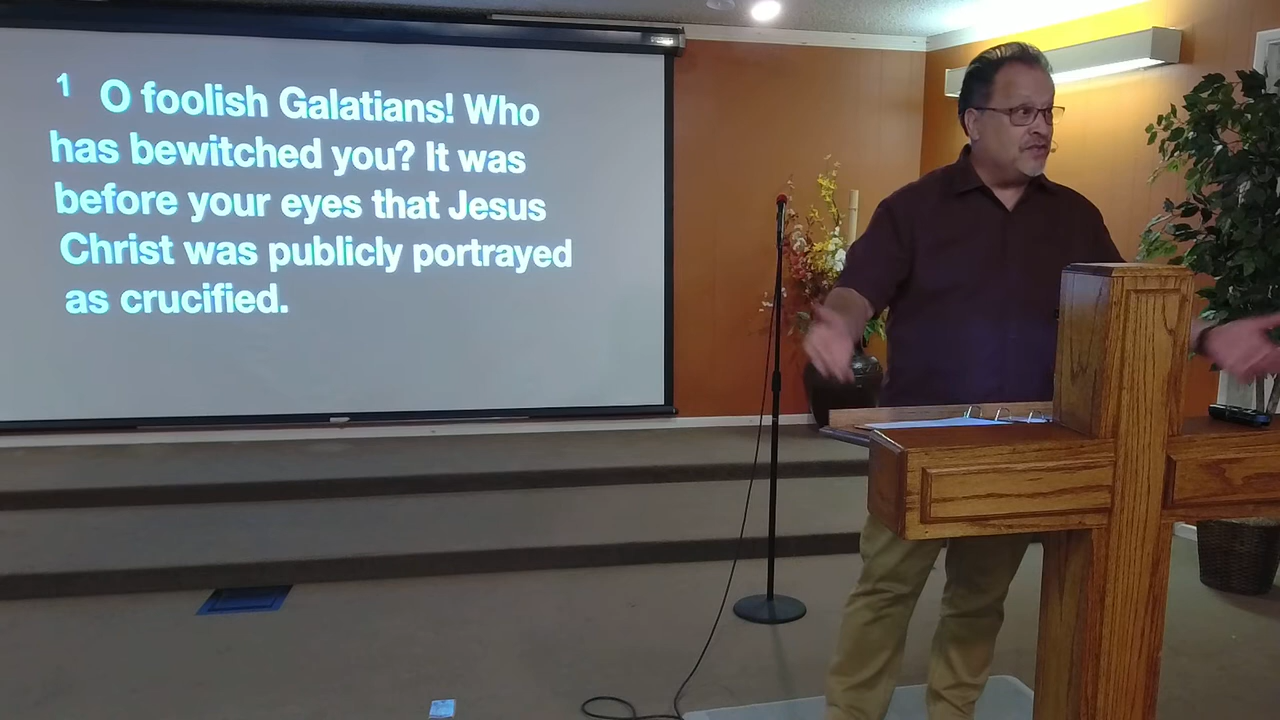 1 O foolish Galatians! Who
has bewitched you? It was
before your eyes that Jesus
Christ was publicly portrayed
as crucified.